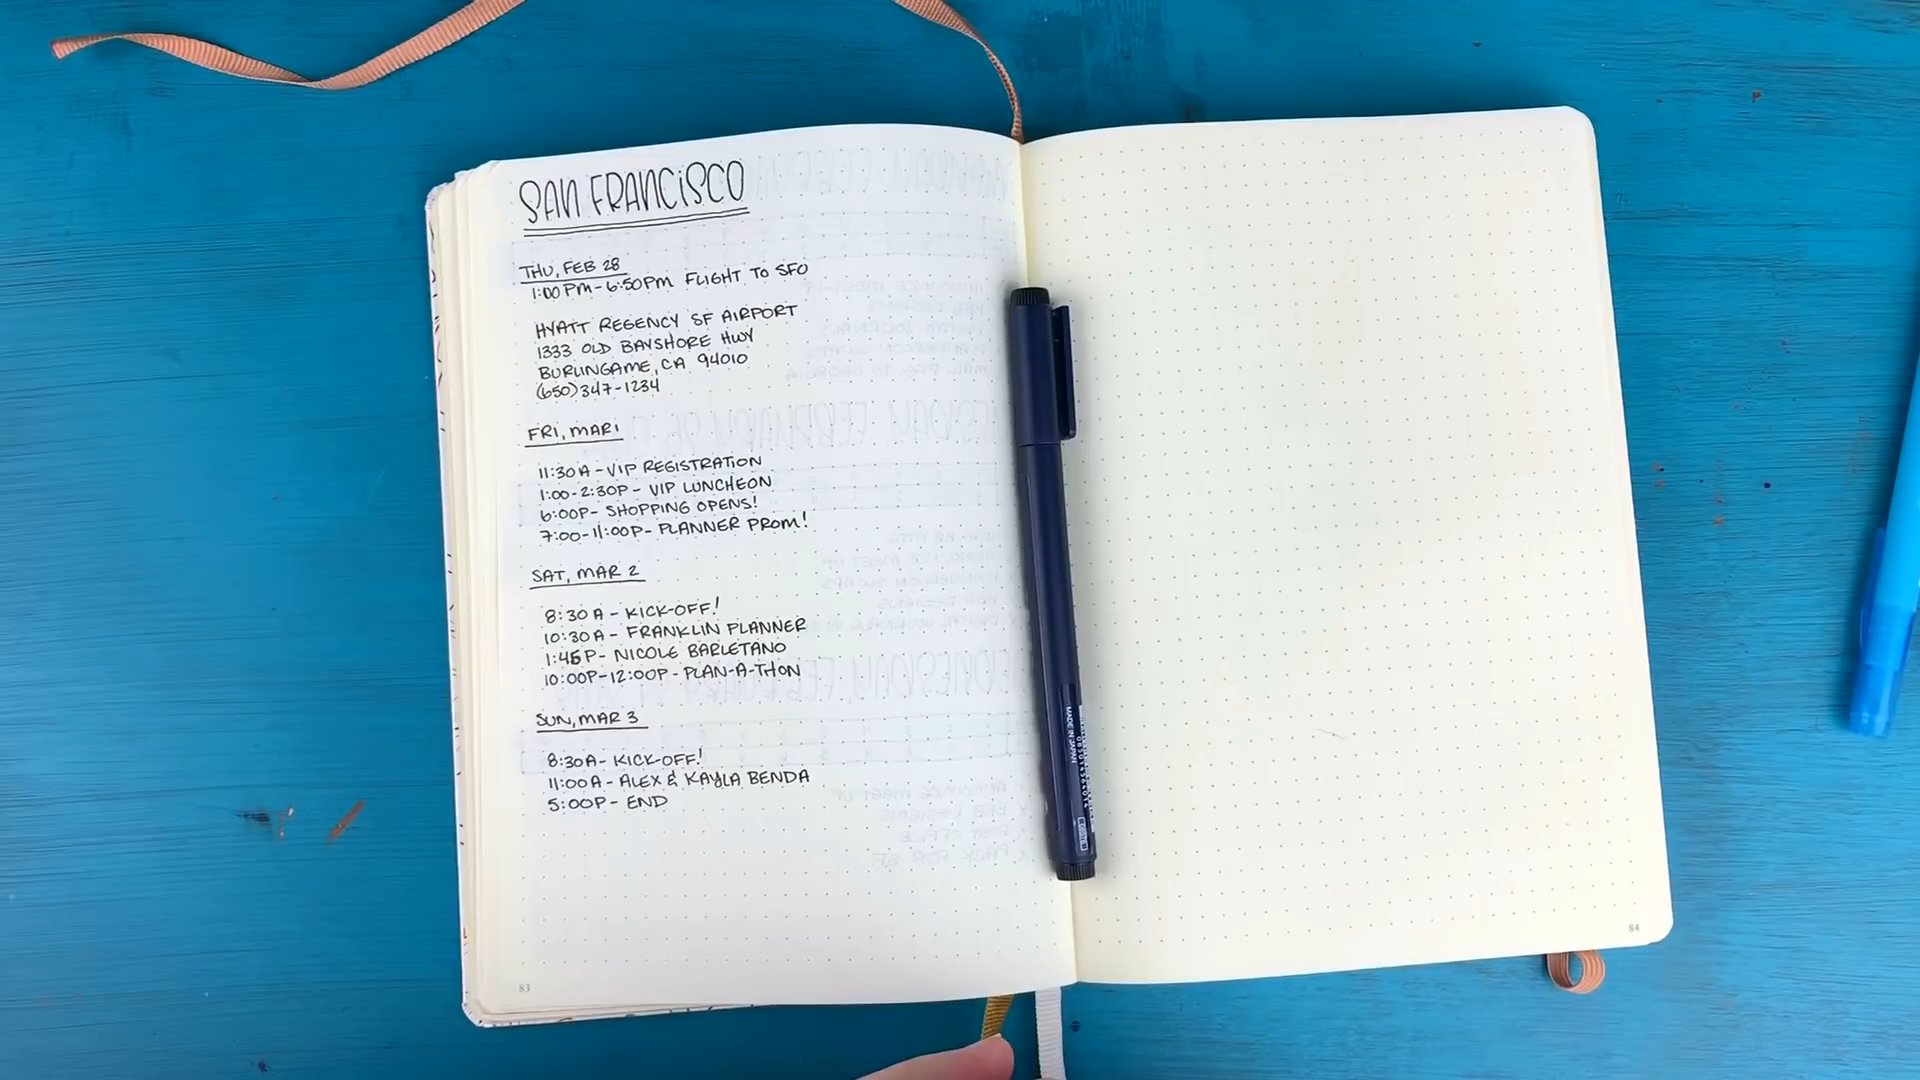 SAN FRANCISCO
THU, FEB 28
1:00PM-6:50PM FLIGHT TO SFO
HYATT REGENCY SF AIRPORT
1333 OLD BAYSHORE HWY
BURLINGAME, CA 94010
(650)347-1234
FRI, MAR 1
11:30A - VIP REGISTRATION
1:00-2:30P - VIP LUNCHEON
6:00P- SHOPPING OPENS!
7:00-11:00P- PLANNER PROM!
SAT, MAR 2
8:30A - KICK-OFF!
10:30A - FRANKLIN PLANNER
1:45P- NICOLE BARLETANO
10:00P-12:00P - PLAN-A-THON
SUN, MAR 3
8:30A- KICK-OFF!
11:00A - ALEX & KAYLA BENDA
5:00P- END
83
MADE IN JAPAN
84